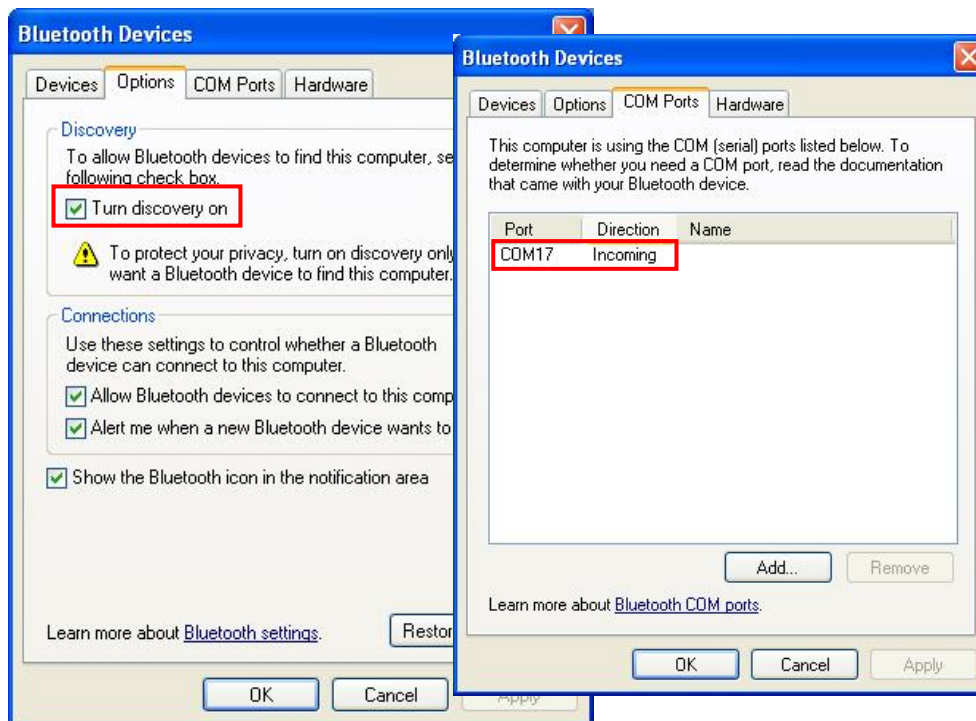 Bluetooth Devices
Devices Options COM Ports Hardware
Discovery
To allow Bluetooth devices to find this computer, se
following check box.
Turn discovery on
To protect your privacy, turn on discovery only
want a Bluetooth device to find this computer.
Connections
Use these settings to control whether a Bluetooth
device can connect to this computer.
Allow Bluetooth devices to connect to this comp
Alert me when a new Bluetooth device wants to
Show the Bluetooth icon in the notification area
Learn more about Bluetooth settings.
Restor
OK Cancel Apply
Bluetooth Devices
Devices Options COM Ports Hardware
This computer is using the COM (serial) ports listed below. To
determine whether you need a COM port, read the documentation
that came with your Bluetooth device.
Port Direction Name
COM17 Incoming
Add... Remove
Learn more about Bluetooth COM ports.
OK Cancel Apply